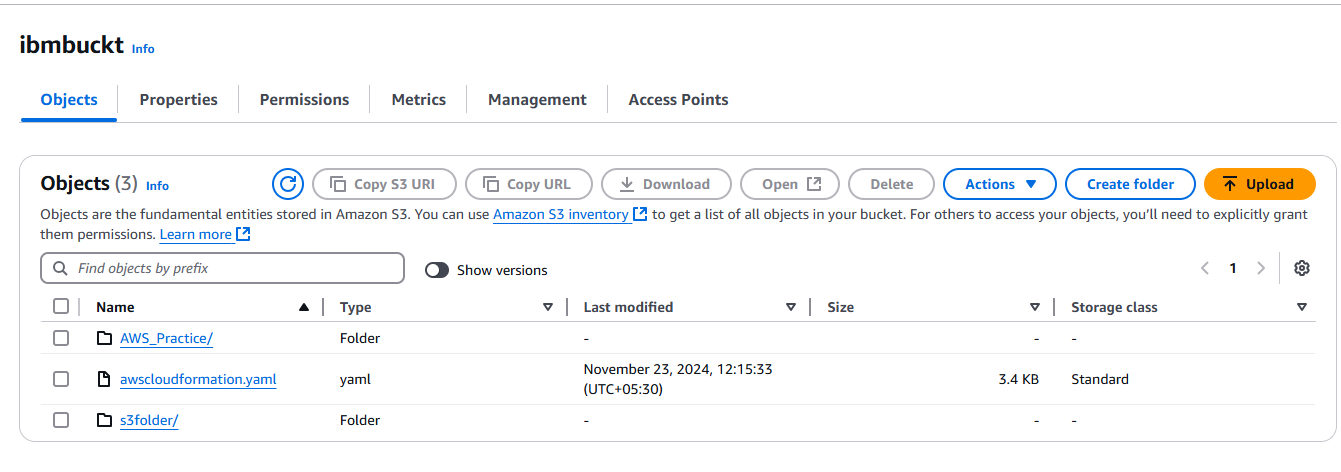 ibmbuckt Info
Objects Properties Permissions Metrics Management Access Points
Objects (3) Info Copy S3 URI Copy URL Download Open Delete Actions Create folder Upload
Objects are the fundamental entities stored in Amazon S3. You can use Amazon S3 inventory to get a list of all objects in your bucket. For others to access your objects, you’ll need to explicitly grant
them permissions. Learn more
Find objects by prefix Show versions 1
Name Type Last modified Size Storage class
AWS_Practice/ Folder - - -
awscloudformation.yaml yaml November 23, 2024, 12:15:33 (UTC+05:30) 3.4 KB Standard
s3folder/ Folder - - -